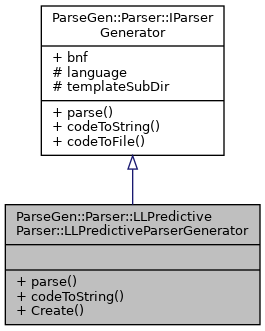 ParseGen::Parser::IParser
Generator
+ bnf
# language
# templateSubDir
+ parse()
+ codeToString()
+ codeToFile()
ParseGen::Parser::LLPredictive
Parser::LLPredictiveParserGenerator
+ parse()
+ codeToString()
+ Create()